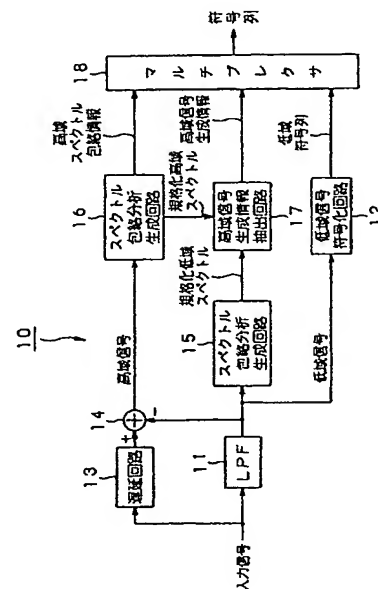 10
入力信号
11
LPF
13
遅延回路
14
+
−
高域信号
15
スペクトル
包絡分析
生成回路
規格化低域
スペクトル
16
スペクトル
包絡分析
生成回路
規格化高域
スペクトル
高域
スペクトル
包絡情報
17
高域信号
生成情報
抽出回路
高域信号
生成情報
低域信号
12
低域信号
符号化回路
低域
符号列
18
マルチプレクサ
符号列